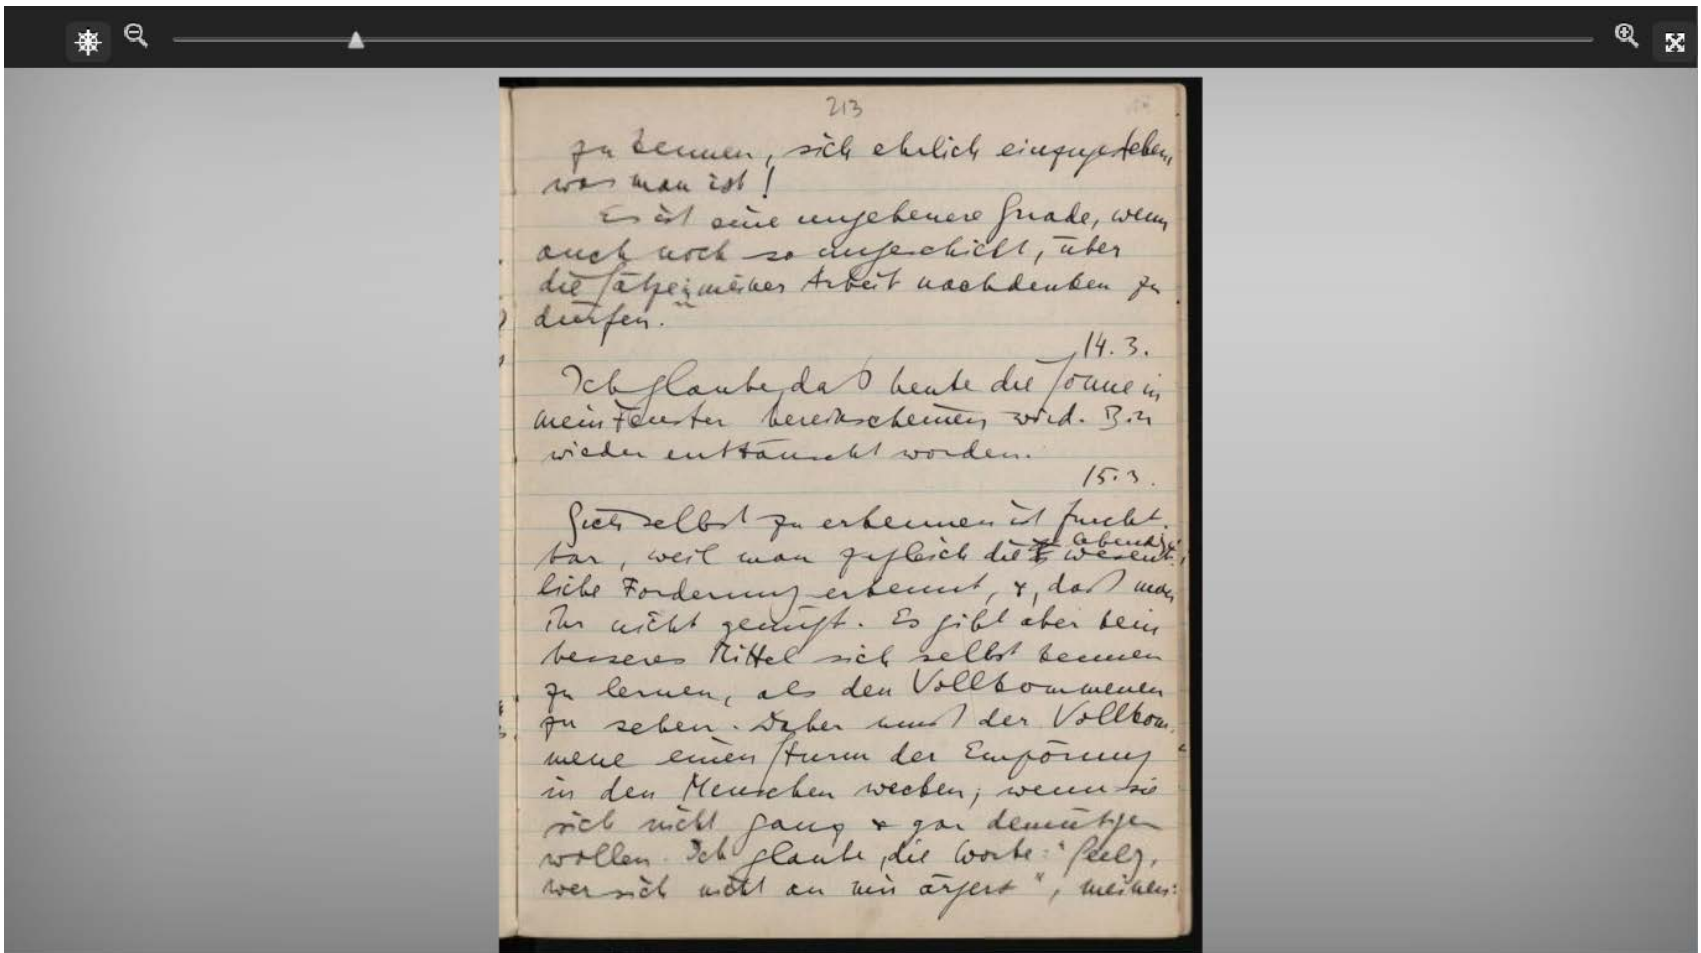 213
zu kennen, sich ehrlich einzugestehen,
was man ist!
Es ist eine ungeheuere Gnade, wenn
auch noch so ungeschickt, über
die Sätze in meiner Arbeit nachdenken zu
dürfen.
14. 3.
Ich glaube, daß heute die Sonne in
mein Fenster hereinscheinen wird. Bin
wieder enttäuscht worden.
15. 3.
Sich selbst zu erkennen ist furcht-
bar, weil man zugleich die lebendige
wesent-
liche Forderung erkennt, &, daß man
ihr nicht genügt. Es gibt aber kein
besseres Mittel sich selbst kennen
zu lernen, als den Vollkommenen
zu sehen. Daher muß der Vollkom-
mene einen Sturm der Empörung
in den Menschen wecken; wenn sie
sich nicht ganz & gar demütigen
wollen. Ich glaube, die Worte: "Selig,
wer sich nicht an mir ärgert", meinen: